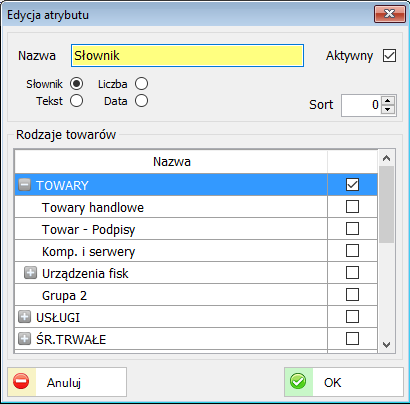 Edycja atrybutu
Nazwa Słownik Aktywny
Słownik Liczba
Tekst Data
Sort 0
Rodzaje towarów
Nazwa
TOWARY
Towary handlowe
Towar - Podpisy
Komp. i serwery
Urządzenia fisk
Grupa 2
USŁUGI
ŚR.TRWAŁE
Anuluj OK